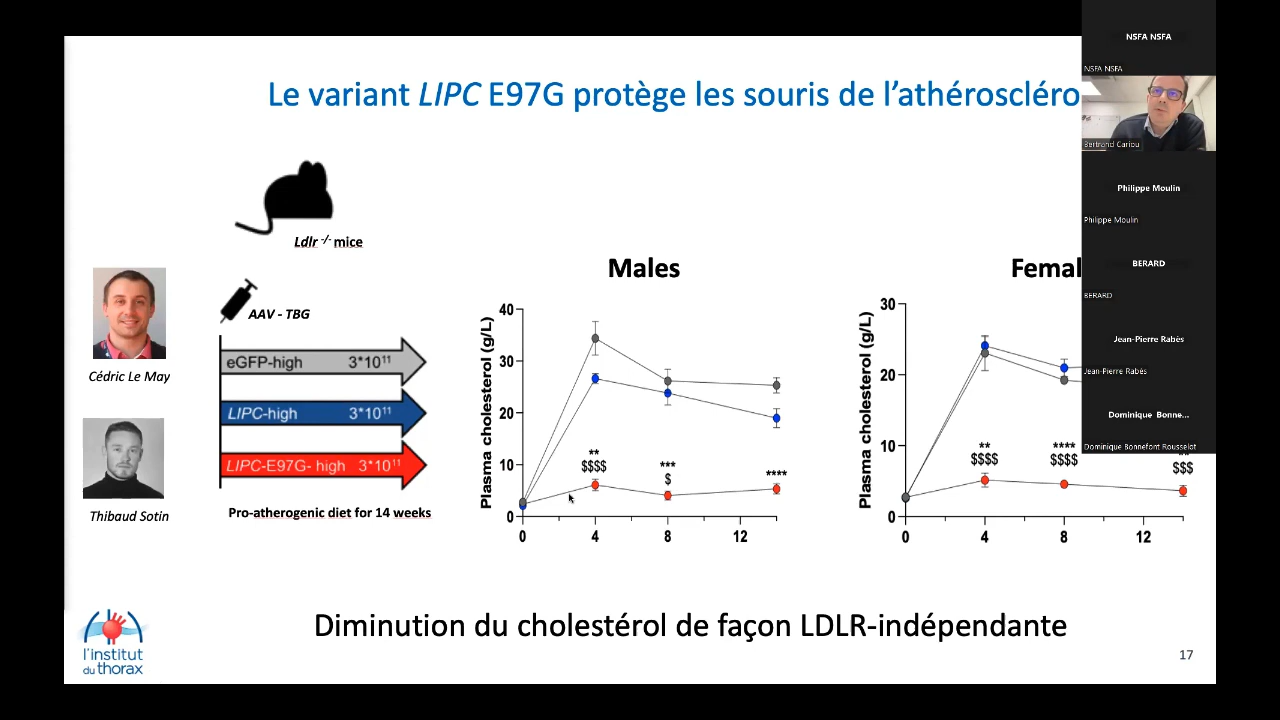 Le variant LIPC E97G protège les souris de l'athéroscléro
Ldlr -/- mice
AAV - TBG
eGFP-high 3*10¹¹
LIPC-high 3*10¹¹
LIPC-E97G- high 3*10¹¹
Pro-atherogenic diet for 14 weeks
Cédric Le May
Thibaud Sotin
Males
Plasma cholesterol (g/L)
40
30
20
10
0
** 
$$$$
***
$
****
0 4 8 12
Femal
Plasma cholesterol (g/L)
30
20
10
0
**
$$$$
****
$$$$
$$$
0 4 8 12
Diminution du cholestérol de façon LDLR-indépendante
l'institut
du thorax
17
NSFA NSFA
NSFA NSFA
Bertrand Cariou
Philippe Moulin
Philippe Moulin
BERARD
BERARD
Jean-Pierre Rabès
Jean-Pierre Rabès
Dominique Bonne...
Dominique Bonnefont Rousselot